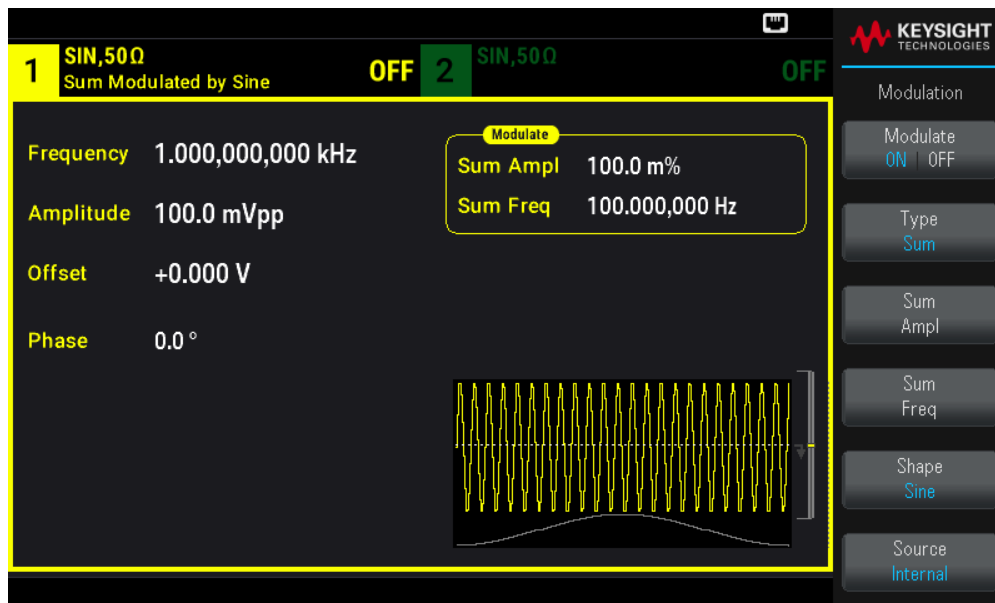 1
SIN,50Ω
Sum Modulated by Sine
OFF
2
SIN,50Ω
OFF
Frequency 1.000,000,000 kHz
Amplitude 100.0 mVpp
Offset +0.000 V
Phase 0.0 °
Modulate
Sum Ampl 100.0 m%
Sum Freq 100.000,000 Hz
KEYSIGHT
TECHNOLOGIES
Modulation
Modulate
ON | OFF
Type
Sum
Sum
Ampl
Sum
Freq
Shape
Sine
Source
Internal